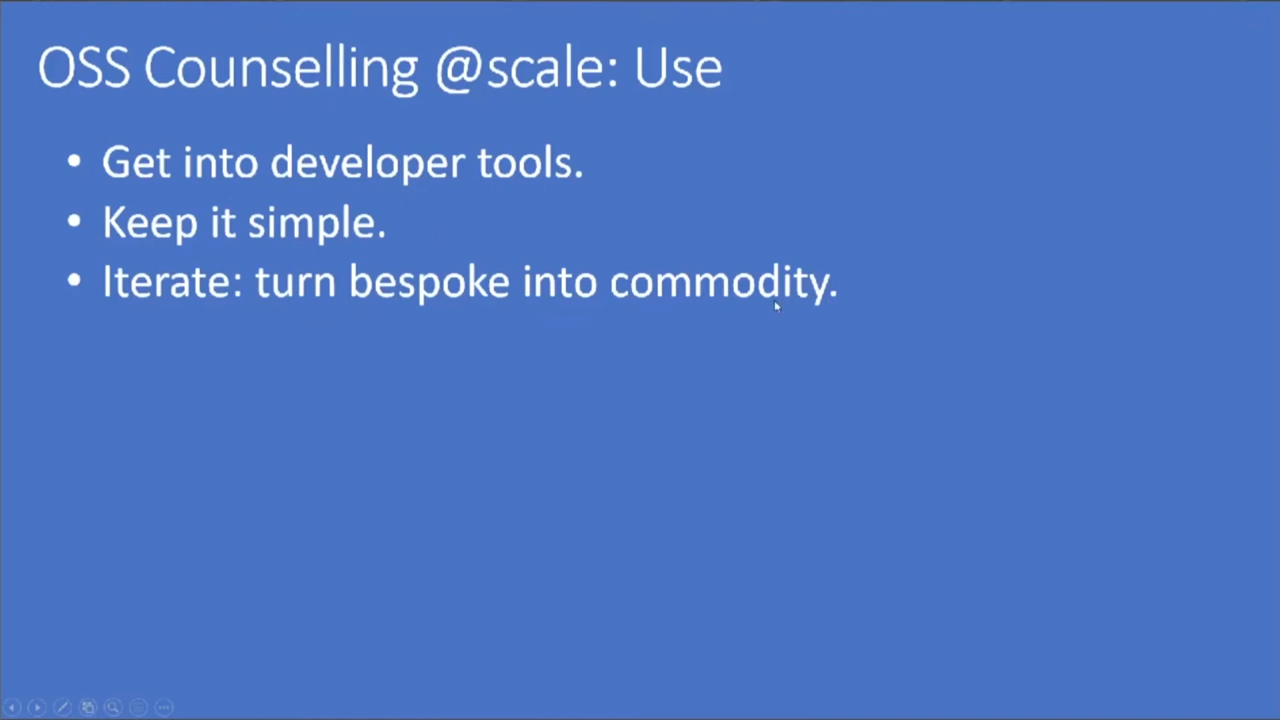 OSS Counselling @scale: Use
• Get into developer tools.
• Keep it simple.
• Iterate: turn bespoke into commodity.